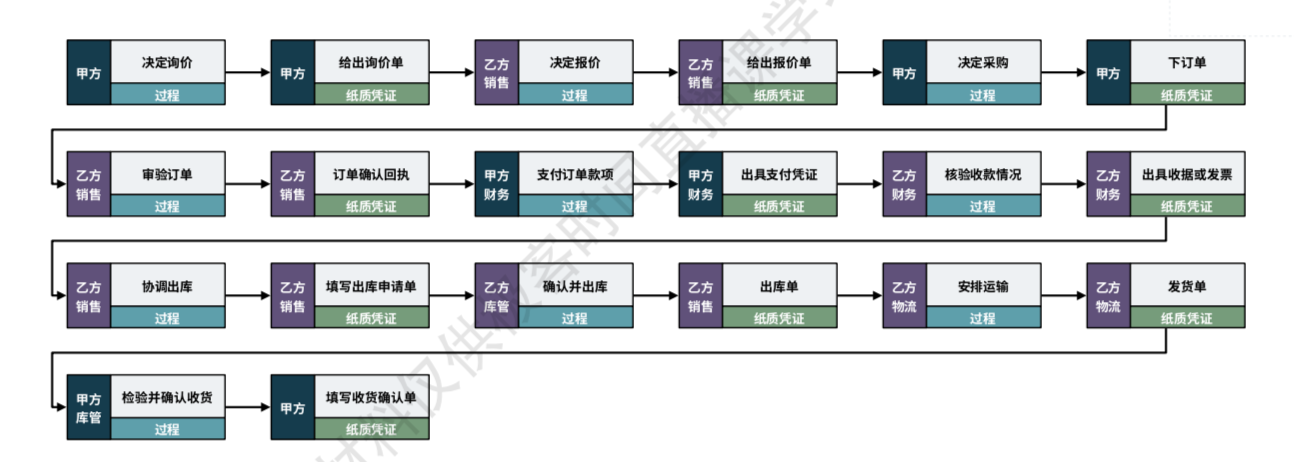 甲方 决定询价 过程
甲方 给出询价单 纸质凭证
乙方销售 决定报价 过程
乙方销售 给出报价单 纸质凭证
甲方 决定采购 过程
甲方 下订单 纸质凭证
乙方销售 审验订单 过程
乙方销售 订单确认回执 纸质凭证
甲方财务 支付订单款项 过程
甲方财务 出具支付凭证 纸质凭证
乙方财务 核验收款情况 过程
乙方财务 出具收据或发票 纸质凭证
乙方销售 协调出库 过程
乙方销售 填写出库申请单 纸质凭证
乙方库管 确认并出库 过程
乙方销售 出库单 纸质凭证
乙方物流 安排运输 过程
乙方物流 发货单 纸质凭证
甲方库管 检验并确认收货 过程
甲方 填写收货确认单 纸质凭证
材料仅供极客时间直播课学